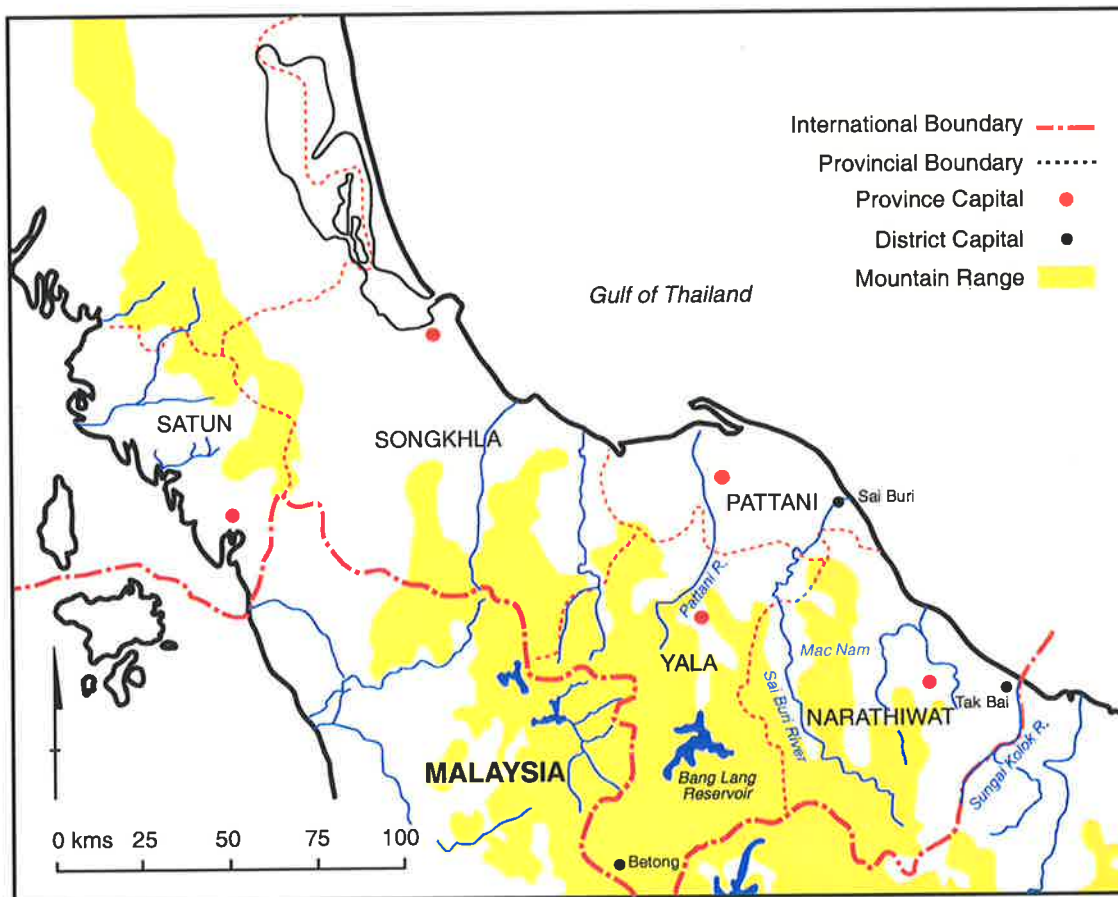 International Boundary
Provincial Boundary
Province Capital
District Capital
Mountain Range
Gulf of Thailand
SATUN
SONGKHLA
PATTANI
Sai Buri
Pattani R.
YALA
Mac Nam
Sai Buri River
NARATHIWAT
Tak Bai
Sungai Kolok R.
MALAYSIA
Bang Lang
Reservoir
Betong
0 kms 25 50 75 100